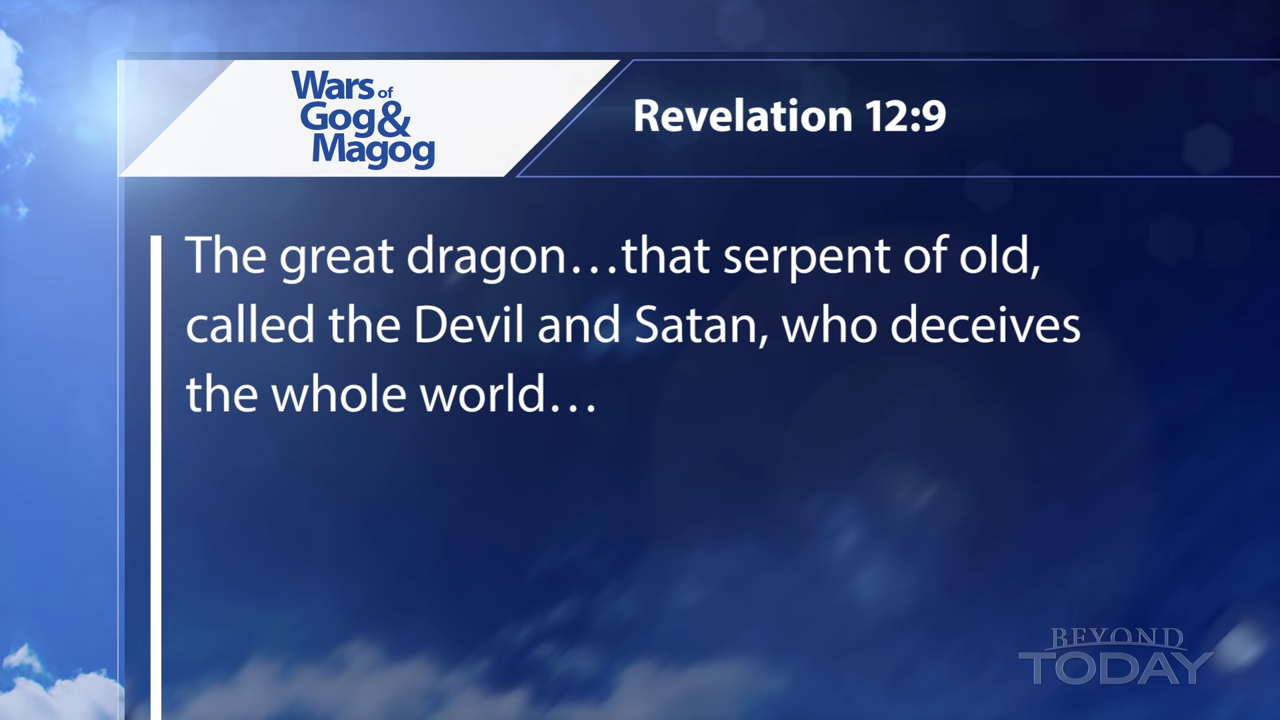 Wars of
Gog &
Magog
Revelation 12:9
The great dragon…that serpent of old,
called the Devil and Satan, who deceives
the whole world…
BEYOND
TODAY